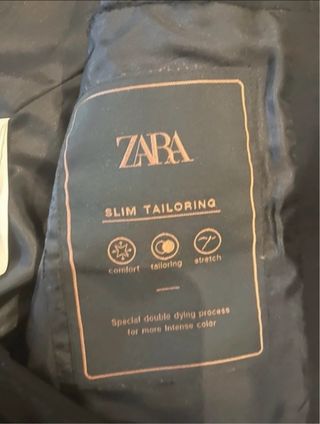 ZARA
SLIM TAILORING
comfort tailoring stretch
Special double dying process
for more intense color